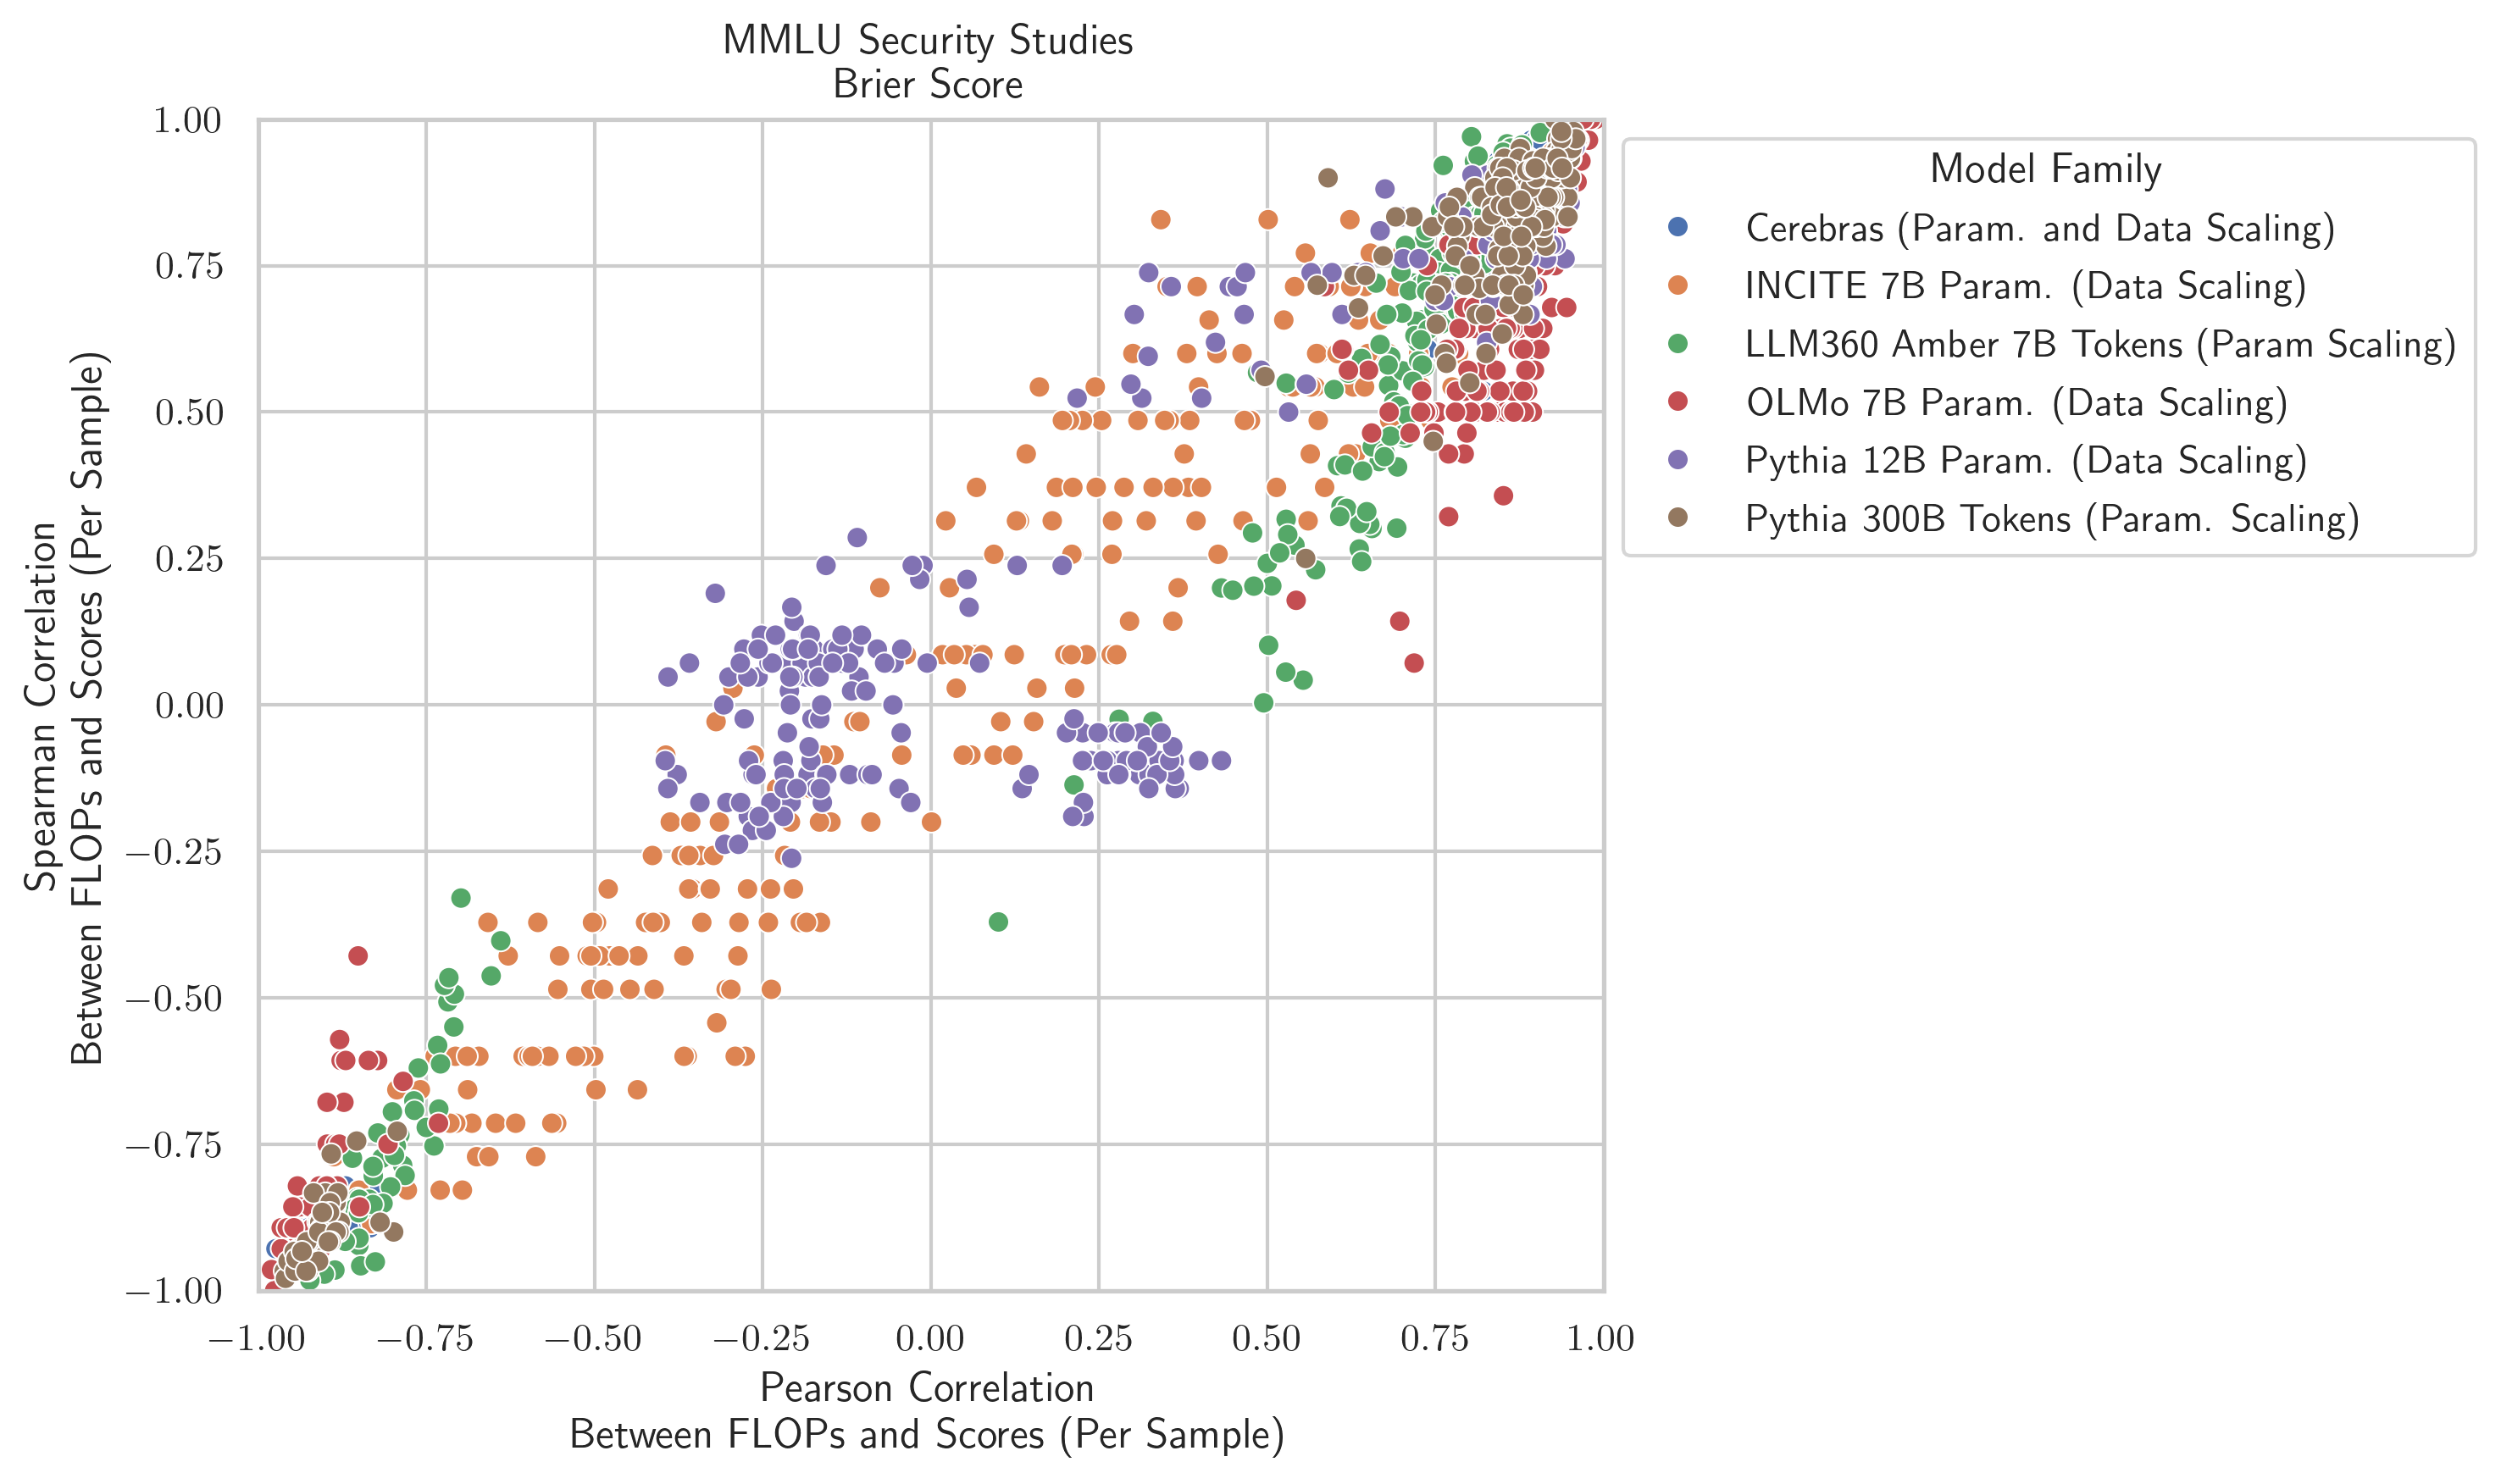 MMLU Security Studies
Brier Score
Spearman Correlation
Between FLOPs and Scores (Per Sample)
1.00
0.75
0.50
0.25
0.00
−0.25
−0.50
−0.75
−1.00
−1.00 −0.75 −0.50 −0.25 0.00 0.25 0.50 0.75 1.00
Pearson Correlation
Between FLOPs and Scores (Per Sample)
Model Family
Cerebras (Param. and Data Scaling)
INCITE 7B Param. (Data Scaling)
LLM360 Amber 7B Tokens (Param Scaling)
OLMo 7B Param. (Data Scaling)
Pythia 12B Param. (Data Scaling)
Pythia 300B Tokens (Param. Scaling)